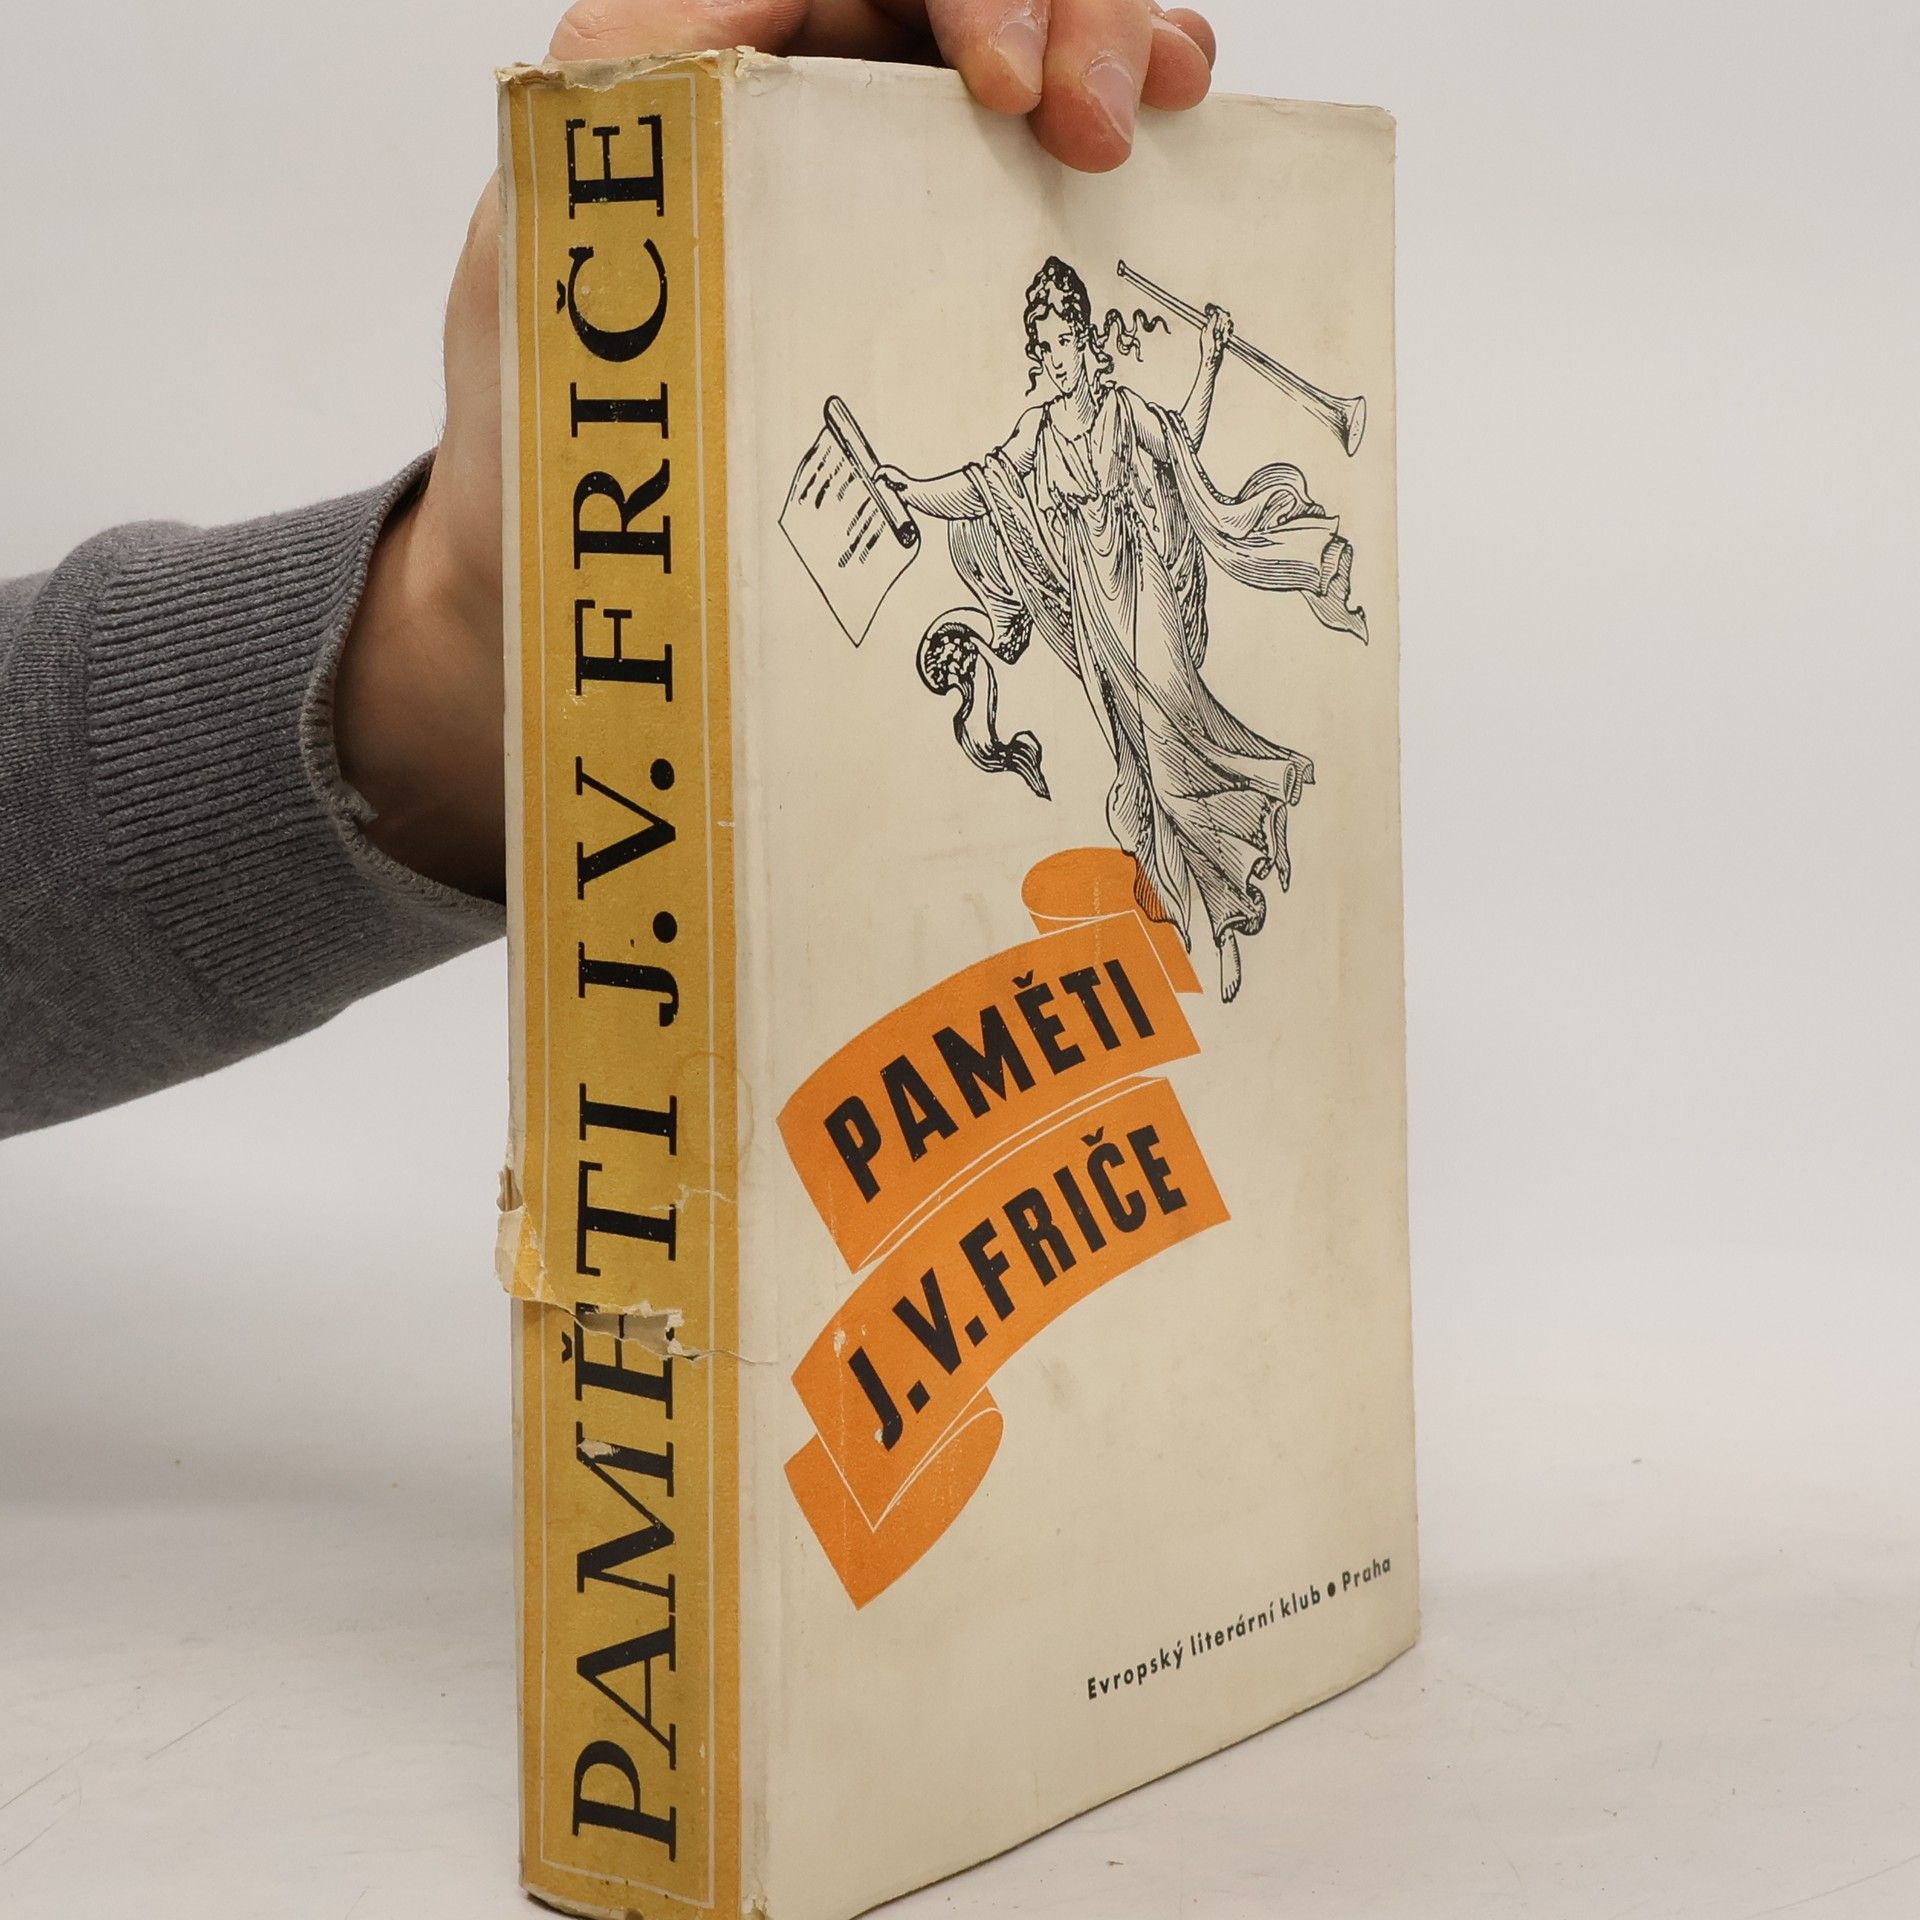 PAMĚTI J.V. FRIČE
PAMĚTI
J.V.FRIČE
Evropský literární klub • Praha